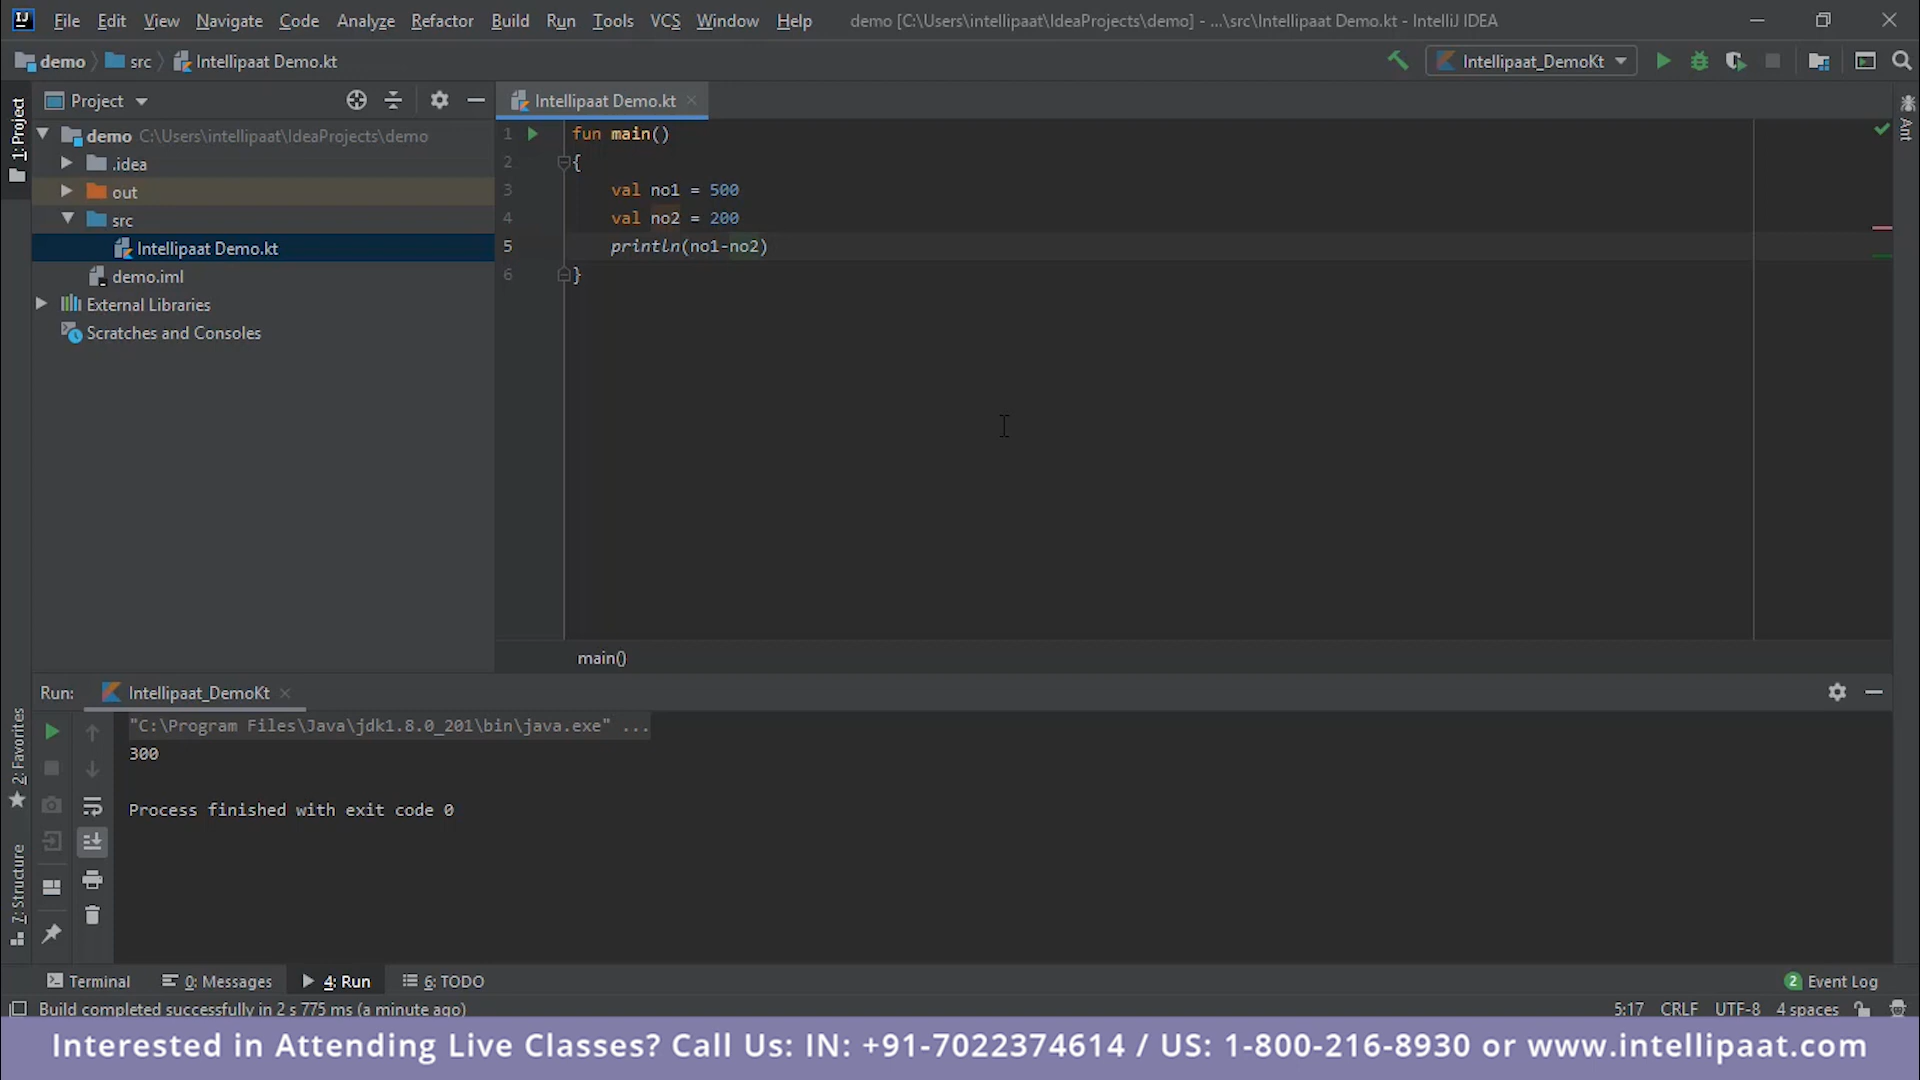 File Edit View Navigate Code Analyze Refactor Build Run Tools VCS Window Help demo [C:\Users\intellipaat\IdeaProjects\demo] - ...\src\Intellipaat Demo.kt - IntelliJ IDEA
demo src Intellipaat Demo.kt Intellipaat_DemoKt
1: Project
Project
demo C:\Users\intellipaat\IdeaProjects\demo
.idea
out
src
Intellipaat Demo.kt
demo.iml
External Libraries
Scratches and Consoles
Intellipaat Demo.kt
1 fun main()
2 {
3 val no1 = 500
4 val no2 = 200
5 println(no1-no2)
6 }
main()
Ant
Run: Intellipaat_DemoKt
"C:\Program Files\Java\jdk1.8.0_201\bin\java.exe" ...
300
Process finished with exit code 0
2: Favorites
7: Structure
Terminal 0: Messages 4: Run 6: TODO 2 Event Log
Build completed successfully in 2 s 775 ms (a minute ago) 5:17 CRLF UTF-8 4 spaces
Interested in Attending Live Classes? Call Us: IN: +91-7022374614 / US: 1-800-216-8930 or www.intellipaat.com